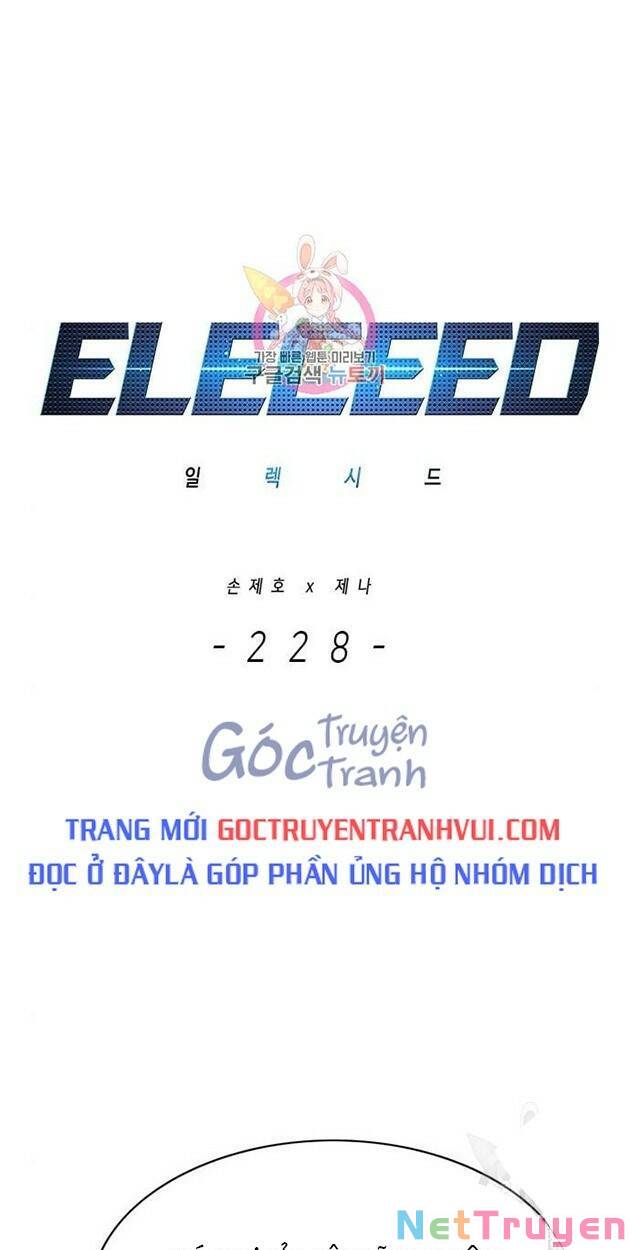 ELECEED
가장 빠른 웹툰 미리보기
구글검색 뉴토기
일 렉 시 드
손제호 x 제나
-228-
Góc Truyện
Tranh
TRANG MỚI GOCTRUYENTRANHVUI.COM
ĐỌC Ở ĐÂYLÀ GÓP PHẦN ỦNG HỘ NHÓM DỊCH
NetTruyen